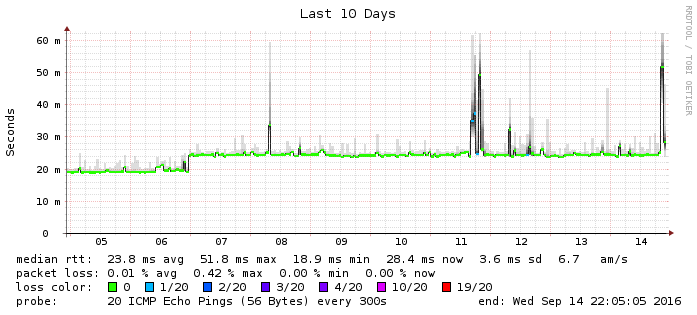 Last 10 Days
RRDTOOL / TOBI OETIKER
Seconds
60 m
50 m
40 m
30 m
20 m
10 m
0
05 06 07 08 09 10 11 12 13 14
median rtt: 23.8 ms avg 51.8 ms max 18.9 ms min 28.4 ms now 3.6 ms sd 6.7 am/s
packet loss: 0.01 % avg 0.42 % max 0.00 % min 0.00 % now
loss color: 0 1/20 2/20 3/20 4/20 10/20 19/20
probe: 20 ICMP Echo Pings (56 Bytes) every 300s end: Wed Sep 14 22:05:05 2016